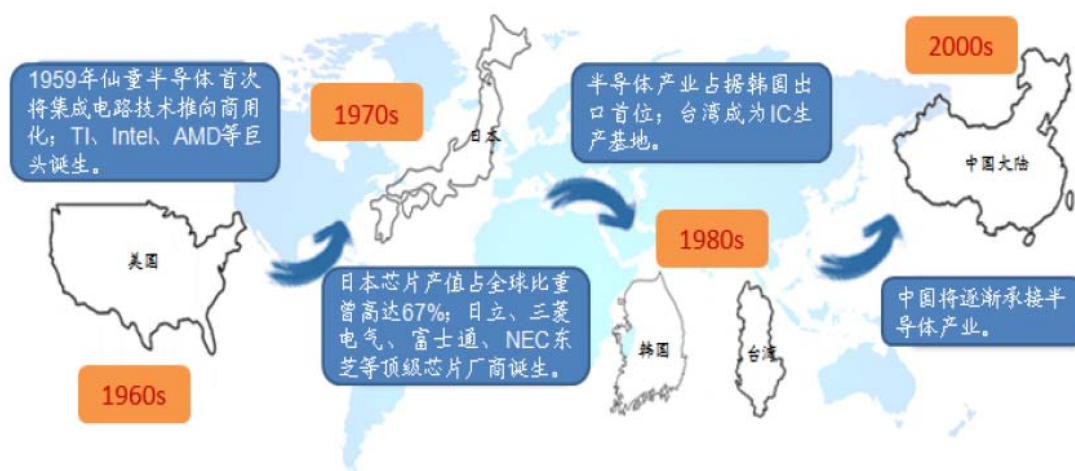 1959年仙童半导体首次
将集成电路技术推向商用
化；TI、Intel、AMD等巨
头诞生。
美国
1960s
1970s
日本
日本芯片产值占全球比重
曾高达67%；日立、三菱
电气、富士通、NEC东
芝等顶级芯片厂商诞生。
半导体产业占据韩国出
口首位；台湾成为IC生
产基地。
1980s
韩国
台湾
2000s
中国大陆
中国将逐渐承接半
导体产业。